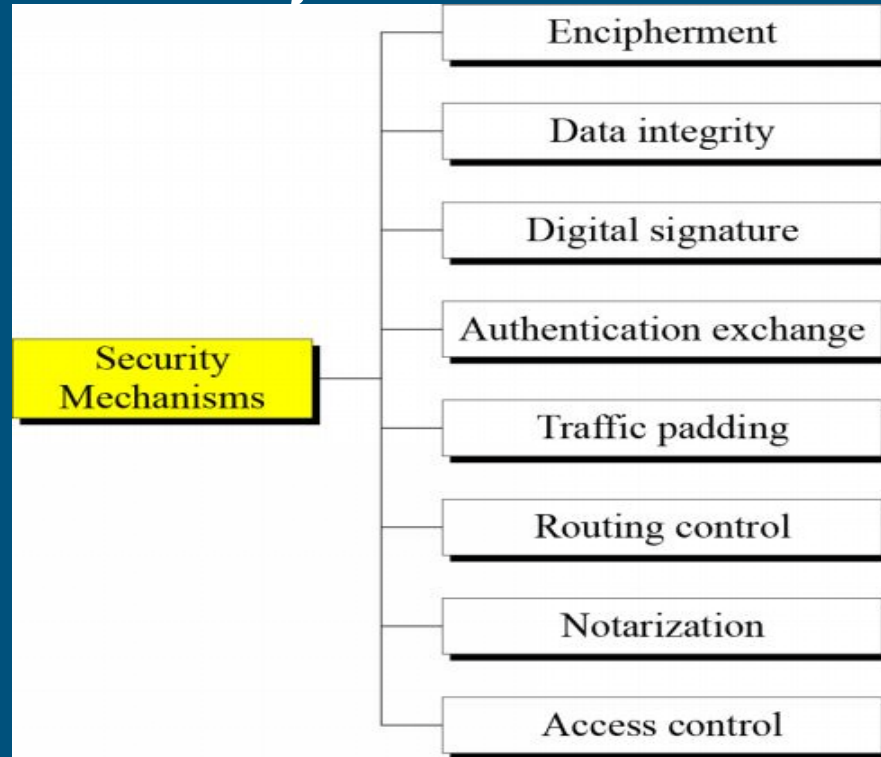 Encipherment
Data integrity
Digital signature
Authentication exchange
Security
Mechanisms
Traffic padding
Routing control
Notarization
Access control